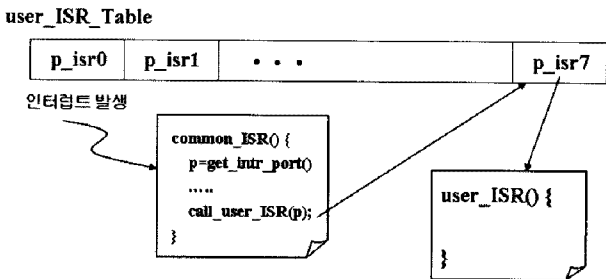 user_ISR_Table
p_isr0 p_isr1 . . . p_isr7
인터럽트 발생
common_ISR() {
p=get_intr_port()
.....
call_user_ISR(p);
}
user_ISR() {
}